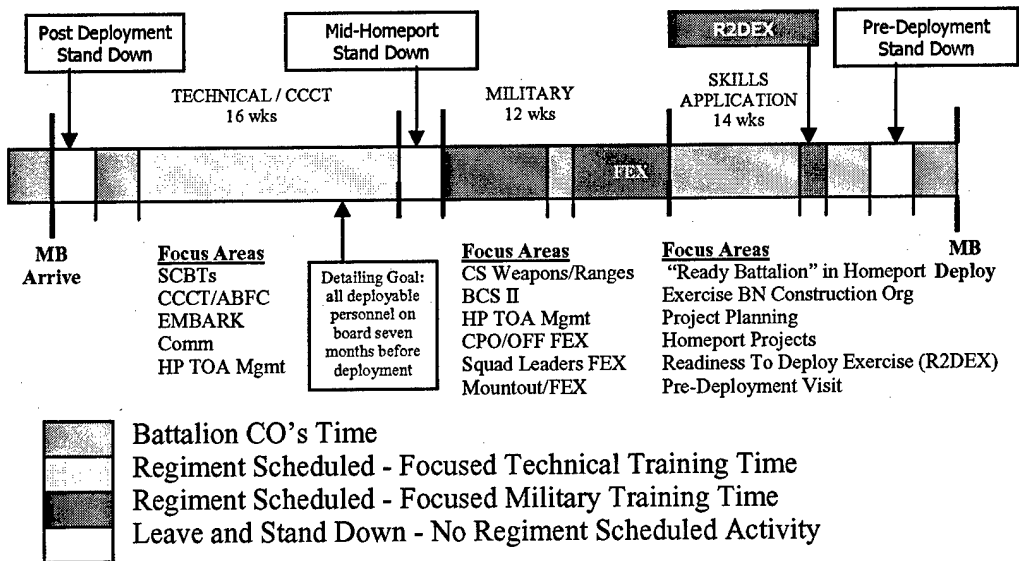 Post Deployment
Stand Down
Mid-Homeport
Stand Down
R2DEX
Pre-Deployment
Stand Down
TECHNICAL / CCCT
16 wks
MILITARY
12 wks
SKILLS
APPLICATION
14 wks
FEX
MB
Arrive
Focus Areas
SCBTs
CCCT/ABFC
EMBARK
Comm
HP TOA Mgmt
Detailing Goal:
all deployable
personnel on
board seven
months before
deployment
Focus Areas
CS Weapons/Ranges
BCS II
HP TOA Mgmt
CPO/OFF FEX
Squad Leaders FEX
Mountout/FEX
Focus Areas
"Ready Battalion" in Homeport
Exercise BN Construction Org
Project Planning
Homeport Projects
Readiness To Deploy Exercise (R2DEX)
Pre-Deployment Visit
MB
Deploy
Battalion CO's Time
Regiment Scheduled - Focused Technical Training Time
Regiment Scheduled - Focused Military Training Time
Leave and Stand Down - No Regiment Scheduled Activity